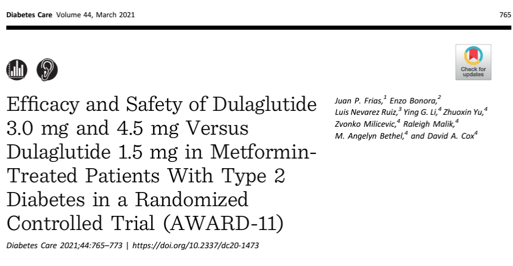 Diabetes Care Volume 44, March 2021
765
Check for
updates
Efficacy and Safety of Dulaglutide
3.0 mg and 4.5 mg Versus
Dulaglutide 1.5 mg in Metformin-
Treated Patients With Type 2
Diabetes in a Randomized
Controlled Trial (AWARD-11)
Diabetes Care 2021;44:765–773 | https://doi.org/10.2337/dc20-1473
Juan P. Frias,1 Enzo Bonora,2
Luis Nevarez Ruiz,3 Ying G. Li,4 Zhuoxin Yu,4
Zvonko Milicevic,4 Raleigh Malik,4
M. Angelyn Bethel,4 and David A. Cox4